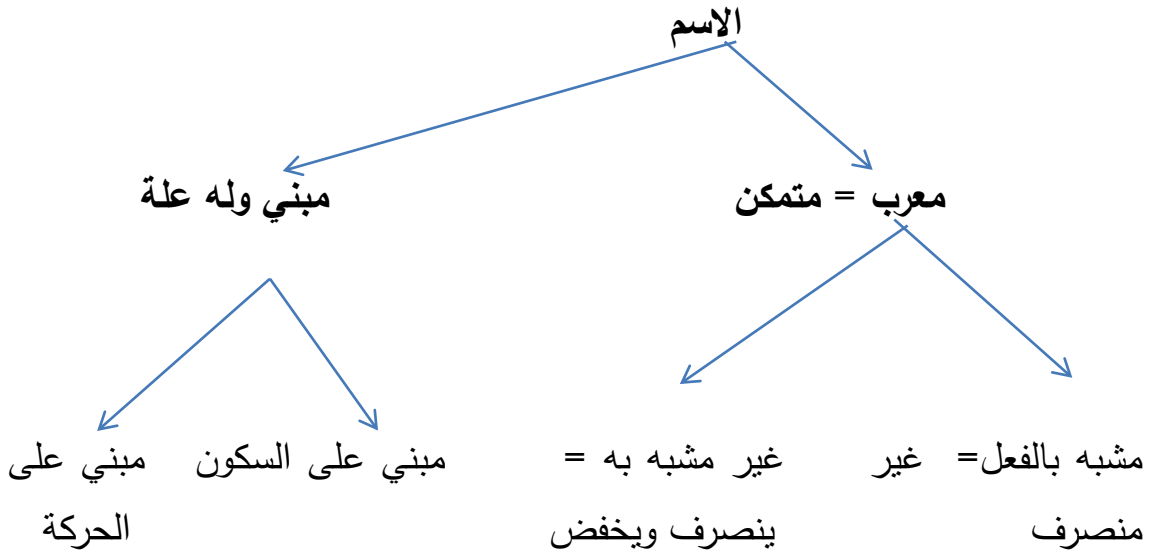 الاسم
معرب = متمكن
مبني وله علة
مشبه بالفعل= غير
منصرف
غير مشبه به =
ينصرف ويخفض
مبني على السكون
مبني على
الحركة